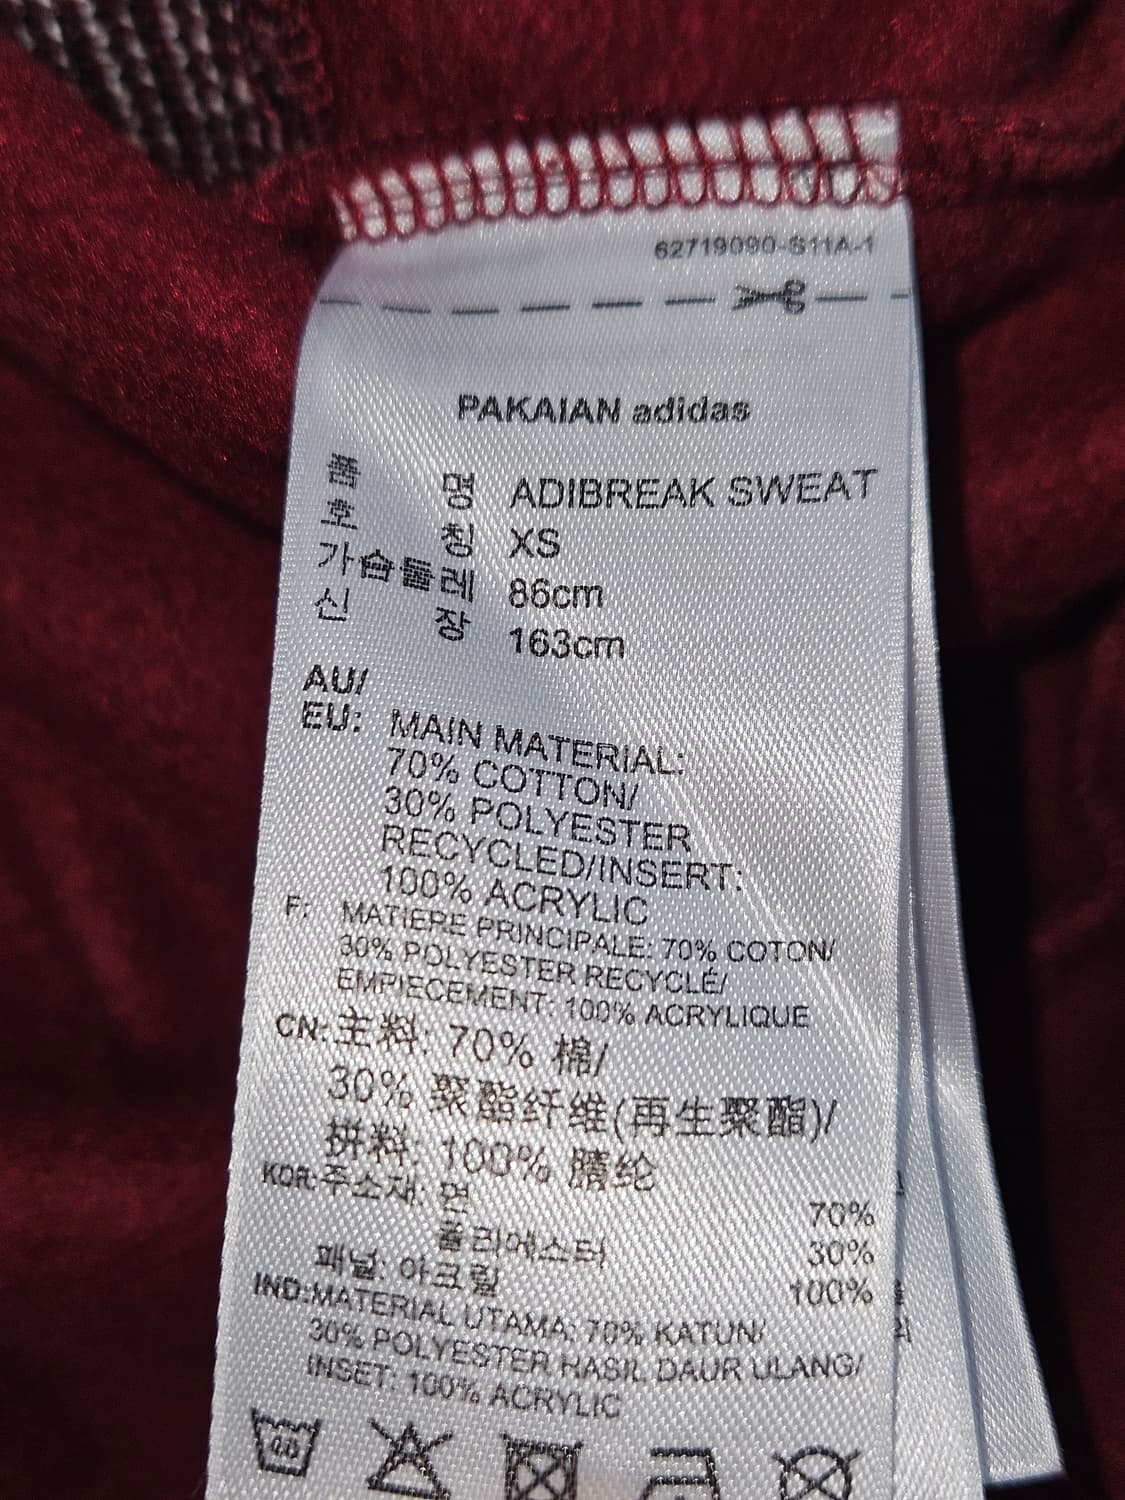 62719090-S11A-1
PAKAIAN adidas
품 명 ADIBREAK SWEAT
호 칭 XS
가슴둘레 86cm
신 장 163cm
AU/
EU: MAIN MATERIAL:
70% COTTON/
30% POLYESTER
RECYCLED/INSERT:
100% ACRYLIC
F: MATIERE PRINCIPALE: 70% COTON/
30% POLYESTER RECYCLÉ/
EMPIECEMENT: 100% ACRYLIQUE
CN: 主料: 70% 棉/
30% 聚酯纤维(再生聚酯)/
拼料: 100% 腈纶
KOR: 주소재: 면 70%
폴리에스터 30%
패널: 아크릴 100%
IND: MATERIAL UTAMA: 70% KATUN/
30% POLYESTER HASIL DAUR ULANG/
INSET: 100% ACRYLIC